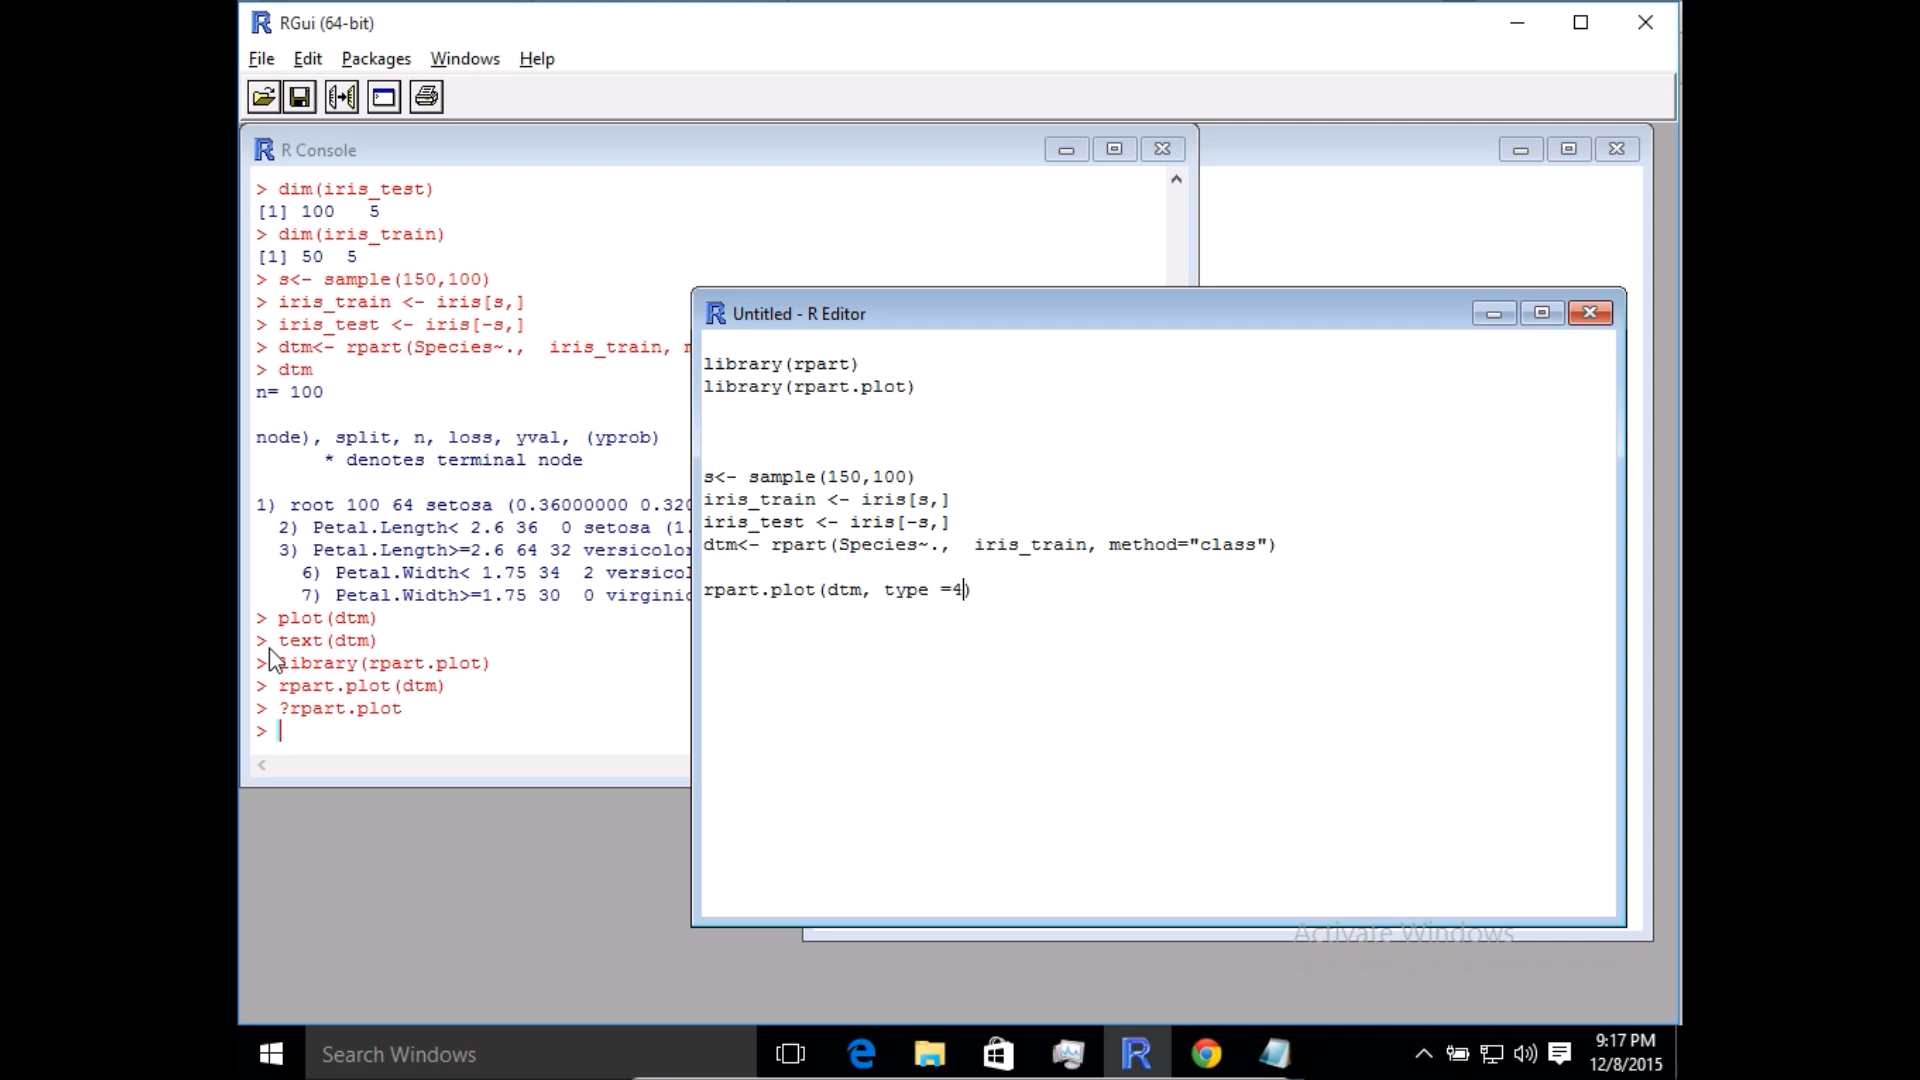 RGui (64-bit)
File Edit Packages Windows Help
R Console
> dim(iris_test)
[1] 100   5
> dim(iris_train)
[1] 50  5
> s<- sample(150,100)
> iris_train <- iris[s,]
> iris_test <- iris[-s,]
> dtm<- rpart(Species~.,  iris_train,
> dtm
n= 100
node), split, n, loss, yval, (yprob)
      * denotes terminal node
1) root 100 64 setosa (0.36000000 0.320
  2) Petal.Length< 2.6 36  0 setosa (1.
  3) Petal.Length>=2.6 64 32 versicolor
    6) Petal.Width< 1.75 34  2 versicol
    7) Petal.Width>=1.75 30  0 virginic
> plot(dtm)
> text(dtm)
> library(rpart.plot)
> rpart.plot(dtm)
> ?rpart.plot
>
Untitled - R Editor
library(rpart)
library(rpart.plot)
s<- sample(150,100)
iris_train <- iris[s,]
iris_test <- iris[-s,]
dtm<- rpart(Species~.,  iris_train, method="class")
rpart.plot(dtm, type =4)
Activate Windows
Search Windows
9:17 PM
12/8/2015